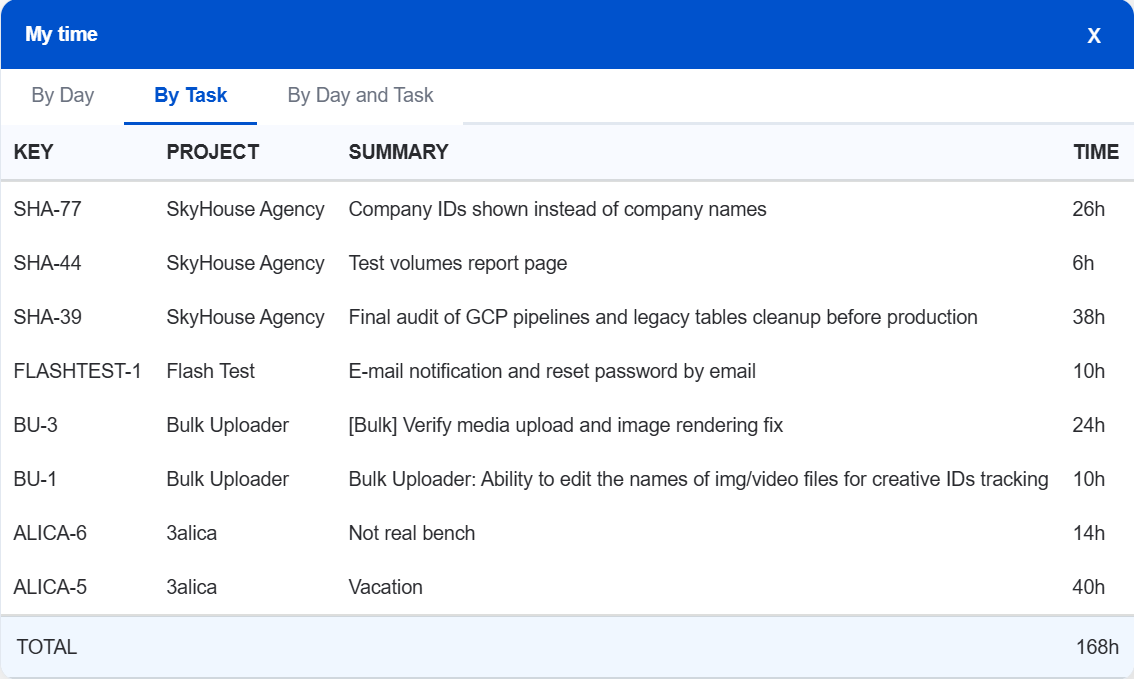 My time X
By Day By Task By Day and Task
KEY PROJECT SUMMARY TIME
SHA-77 SkyHouse Agency Company IDs shown instead of company names 26h
SHA-44 SkyHouse Agency Test volumes report page 6h
SHA-39 SkyHouse Agency Final audit of GCP pipelines and legacy tables cleanup before production 38h
FLASHTEST-1 Flash Test E-mail notification and reset password by email 10h
BU-3 Bulk Uploader [Bulk] Verify media upload and image rendering fix 24h
BU-1 Bulk Uploader Bulk Uploader: Ability to edit the names of img/video files for creative IDs tracking 10h
ALICA-6 3alica Not real bench 14h
ALICA-5 3alica Vacation 40h
TOTAL 168h